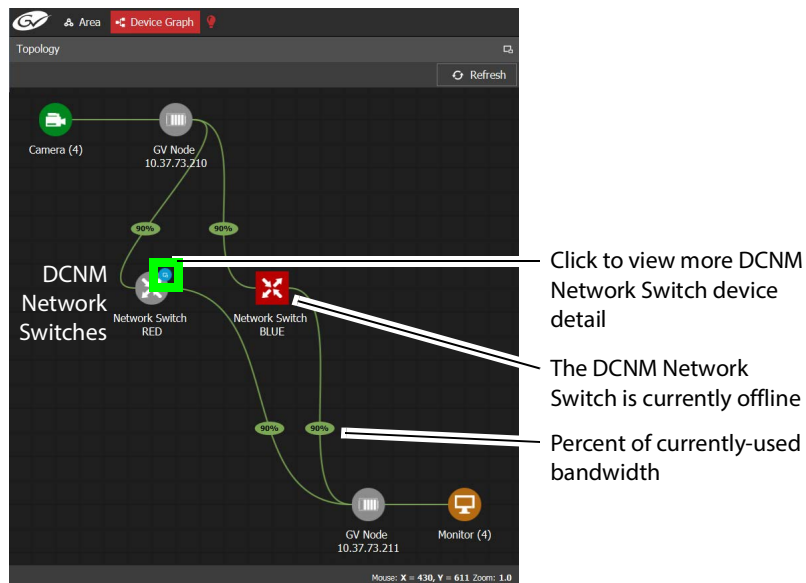 GV Area Device Graph
Topology
Refresh
Camera (4)
GV Node
10.37.73.210
90%
90%
DCNM
Network
Switches
Network Switch
RED
Network Switch
BLUE
Click to view more DCNM
Network Switch device
detail
The DCNM Network
Switch is currently offline
90%
90%
Percent of currently-used
bandwidth
GV Node
10.37.73.211
Monitor (4)
Mouse: X = 430, Y = 611 Zoom: 1.0